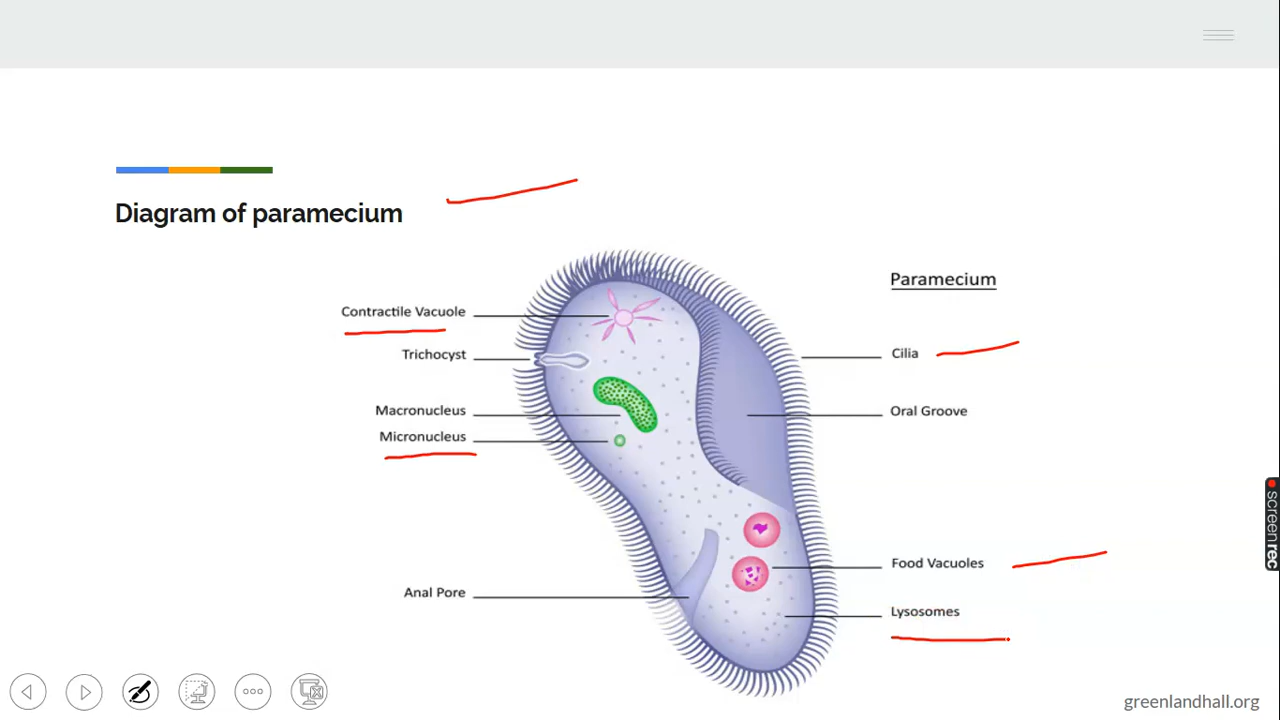 Diagram of paramecium
Paramecium
Contractile Vacuole
Trichocyst
Macronucleus
Micronucleus
Anal Pore
Cilia
Oral Groove
Food Vacuoles
Lysosomes
screenrec
greenlandhall.org